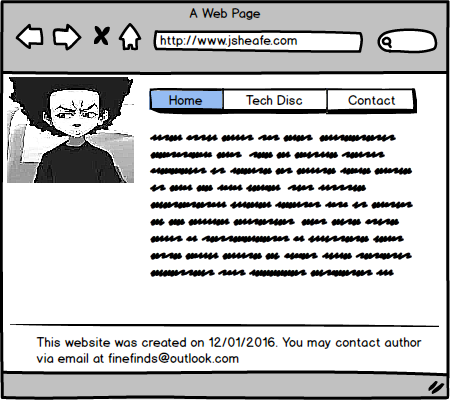 A Web Page
http://www.jsheafe.com
Home Tech Disc Contact
This website was created on 12/01/2016. You may contact author
via email at finefinds@outlook.com